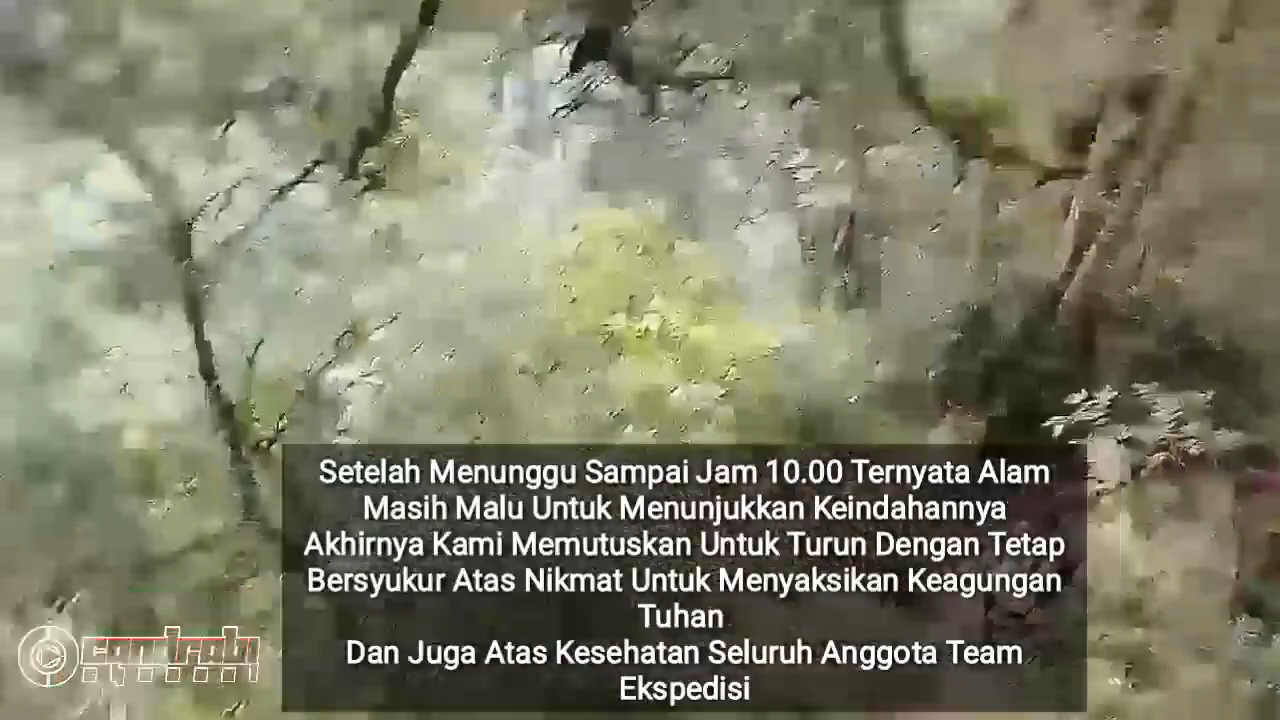 Setelah Menunggu Sampai Jam 10.00 Ternyata Alam
Masih Malu Untuk Menunjukkan Keindahannya
Akhirnya Kami Memutuskan Untuk Turun Dengan Tetap
Bersyukur Atas Nikmat Untuk Menyaksikan Keagungan
Tuhan
Dan Juga Atas Kesehatan Seluruh Anggota Team
Ekspedisi